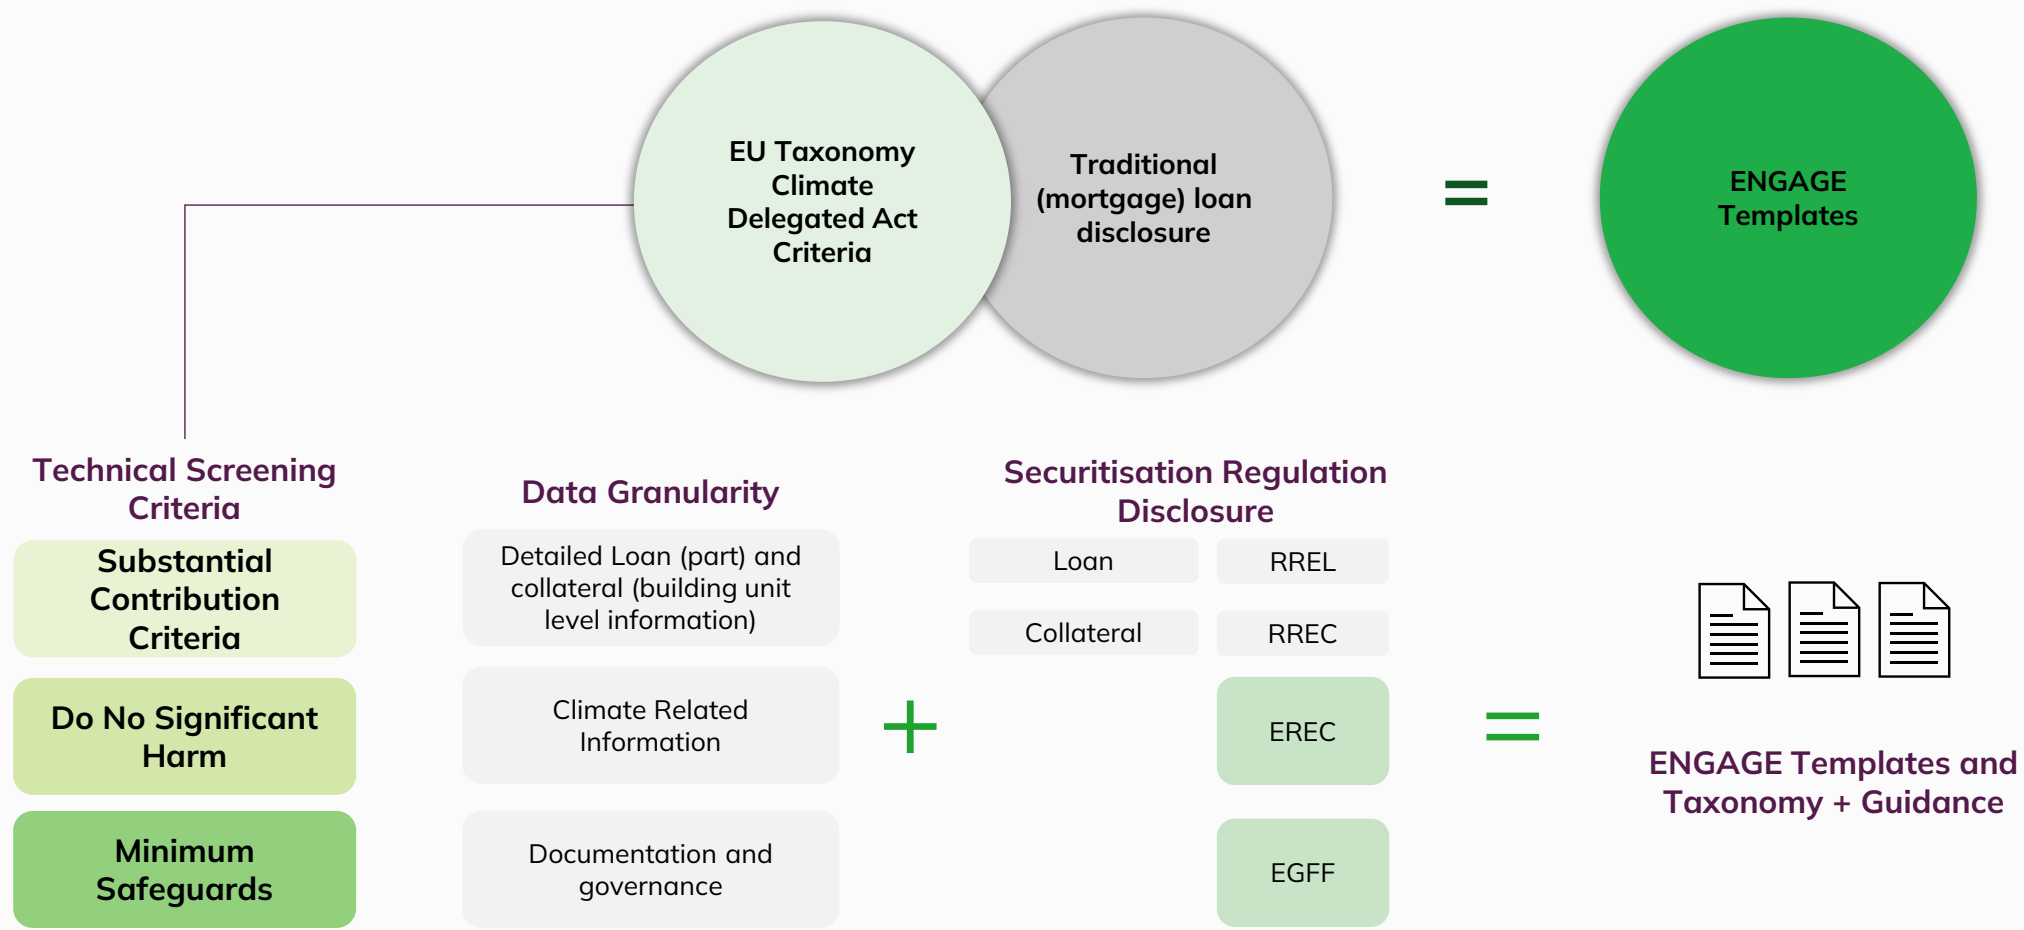 EU Taxonomy
Climate
Delegated Act
Criteria
Traditional
(mortgage) loan
disclosure
=
ENGAGE
Templates
Technical Screening
Criteria
Substantial
Contribution
Criteria
Do No Significant
Harm
Minimum
Safeguards
Data Granularity
Detailed Loan (part) and
collateral (building unit
level information)
Climate Related
Information
Documentation and
governance
+
Securitisation Regulation
Disclosure
Loan
RREL
Collateral
RREC
EREC
EGFF
=
ENGAGE Templates and
Taxonomy + Guidance